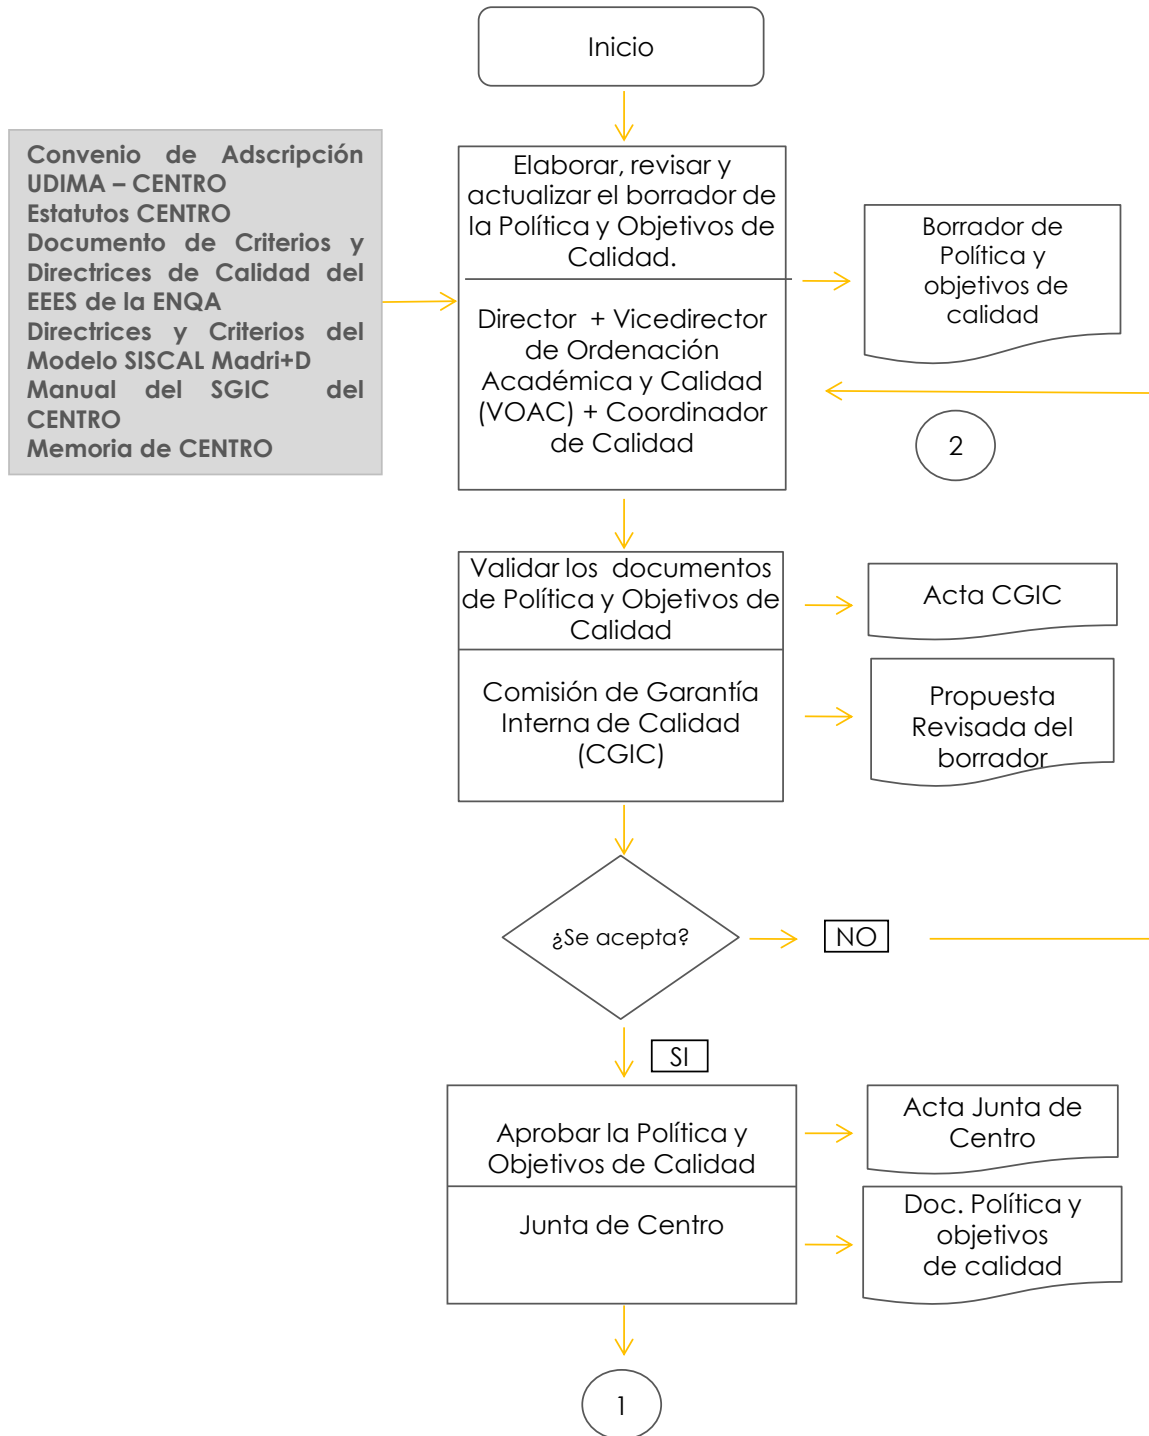 Inicio
Convenio de Adscripción
UDIMA – CENTRO
Estatutos CENTRO
Documento de Criterios y
Directrices de Calidad del
EEES de la ENQA
Directrices y Criterios del
Modelo SISCAL Madri+D
Manual del SGIC del
CENTRO
Memoria de CENTRO
Elaborar, revisar y
actualizar el borrador de
la Política y Objetivos de
Calidad.
Director + Vicedirector
de Ordenación
Académica y Calidad
(VOAC) + Coordinador
de Calidad
Borrador de
Política y
objetivos de
calidad
2
Validar los documentos
de Política y Objetivos de
Calidad
Comisión de Garantía
Interna de Calidad
(CGIC)
Acta CGIC
Propuesta
Revisada del
borrador
¿Se acepta?
NO
SI
Aprobar la Política y
Objetivos de Calidad
Junta de Centro
Acta Junta de
Centro
Doc. Política y
objetivos
de calidad
1